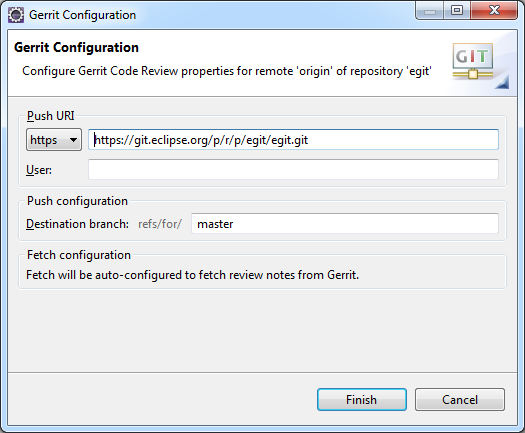 Gerrit Configuration
Gerrit Configuration
Configure Gerrit Code Review properties for remote 'origin' of repository 'egit'
GIT
Push URI
https https://git.eclipse.org/p/r/p/egit/egit.git
User:
Push configuration
Destination branch: refs/for/ master
Fetch configuration
Fetch will be auto-configured to fetch review notes from Gerrit.
Finish Cancel